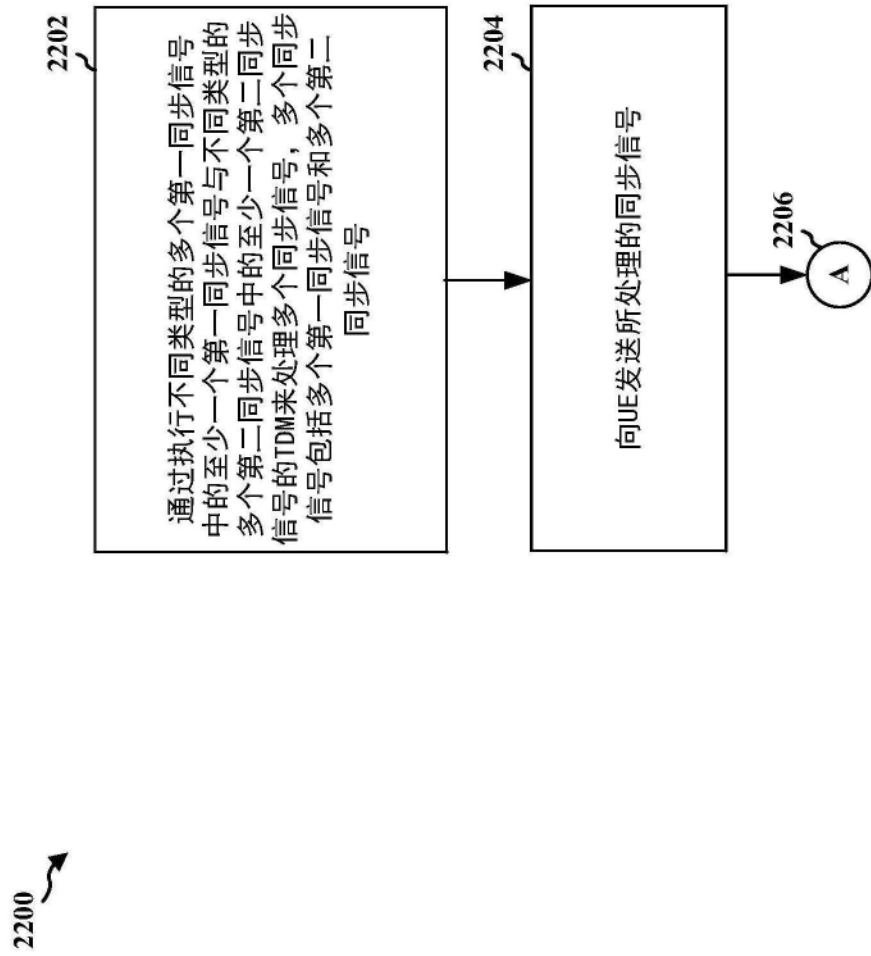 2200
2202
通过执行不同类型的多个第一同步信号
中的至少一个第一同步信号与不同类型的
多个第二同步信号中的至少一个第二同步
信号的TDM来处理多个同步信号，多个同步
信号包括多个第一同步信号和多个第二
同步信号
2204
向UE发送所处理的同步信号
2206
A